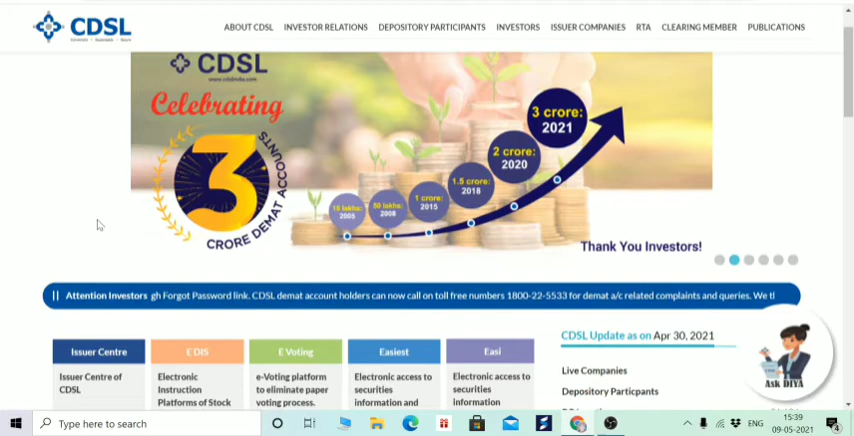 CDSL
ABOUT CDSL INVESTOR RELATIONS DEPOSITORY PARTICIPANTS INVESTORS ISSUER COMPANIES RTA CLEARING MEMBER PUBLICATIONS
CDSL
www.cdslindia.com
Celebrating
3
CRORE DEMAT ACCOUNTS
10 lakhs:
2005
50 lakhs:
2008
1 crore:
2015
1.5 crore:
2018
2 crore:
2020
3 crore:
2021
Thank You Investors!
Attention Investors gh Forgot Password link. CDSL demat account holders can now call on toll free numbers 1800-22-5533 for demat a/c related complaints and queries. We
Issuer Centre
Issuer Centre of
CDSL
E DIS
Electronic
Instruction
Platforms of Stock
E Voting
e-Voting platform
to eliminate paper
voting process.
Easiest
Electronic access to
securities
information and
Easi
Electronic access to
securities
information
CDSL Update as on Apr 30, 2021
Live Companies
Depository Particpants
ASK DIYA
Type here to search
ENG
15:39
09-05-2021
4